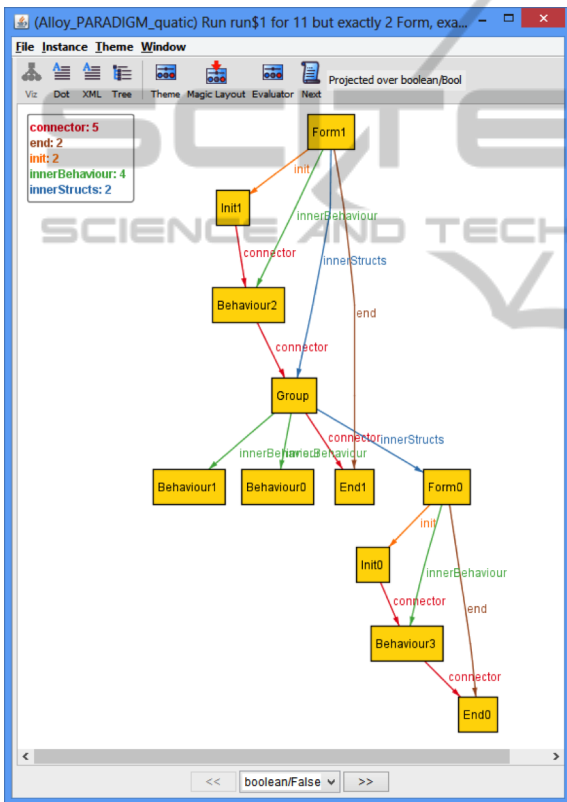 (Alloy_PARADIGM_quatic) Run run$1 for 11 but exactly 2 Form, exa...
File Instance Theme Window
Viz Dot XML Tree Theme Magic Layout Evaluator Next Projected over boolean/Bool
connector: 5
end: 2
init: 2
innerBehaviour: 4
innerStructs: 2
Form1
init
Init1
innerBehaviour
SCIENCE AND TECH
connector
innerStructs
Behaviour2
end
connector
Group
connector
innerStructs
innerBehaviour
innerBehaviour
Behaviour1
Behaviour0
End1
Form0
init
Init0
innerBehaviour
connector
end
Behaviour3
connector
End0
<< boolean/False >>